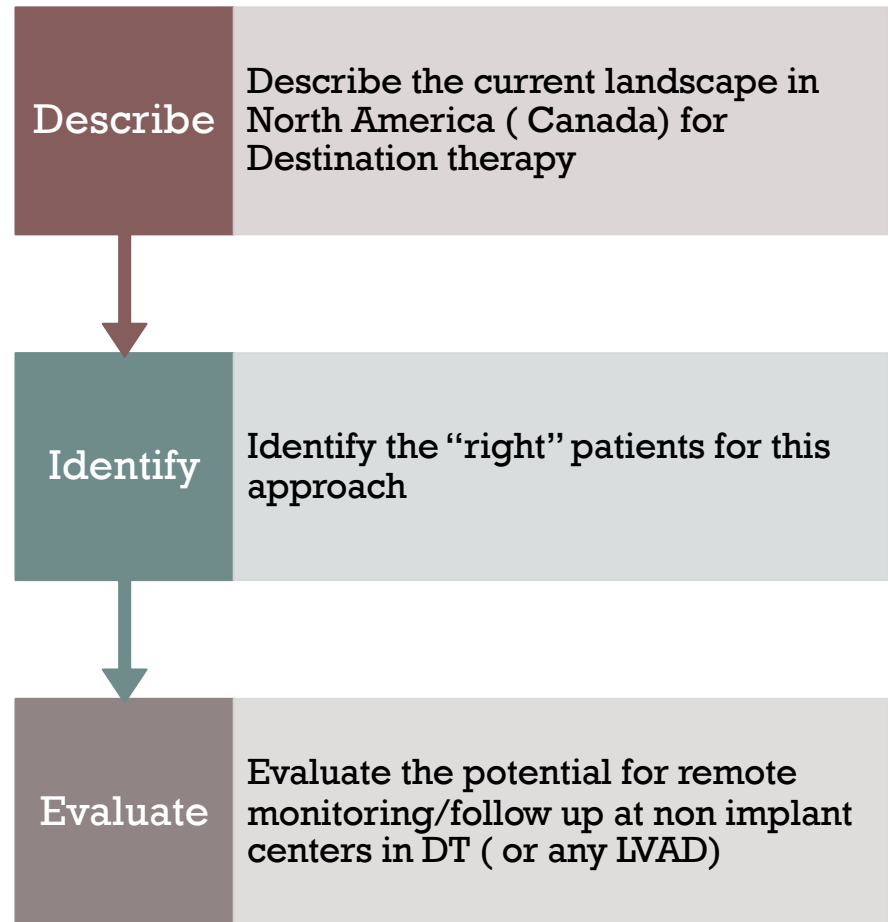 Describe
Describe the current landscape in
North America ( Canada) for
Destination therapy
Identify
Identify the “right” patients for this
approach
Evaluate
Evaluate the potential for remote
monitoring/follow up at non implant
centers in DT ( or any LVAD)